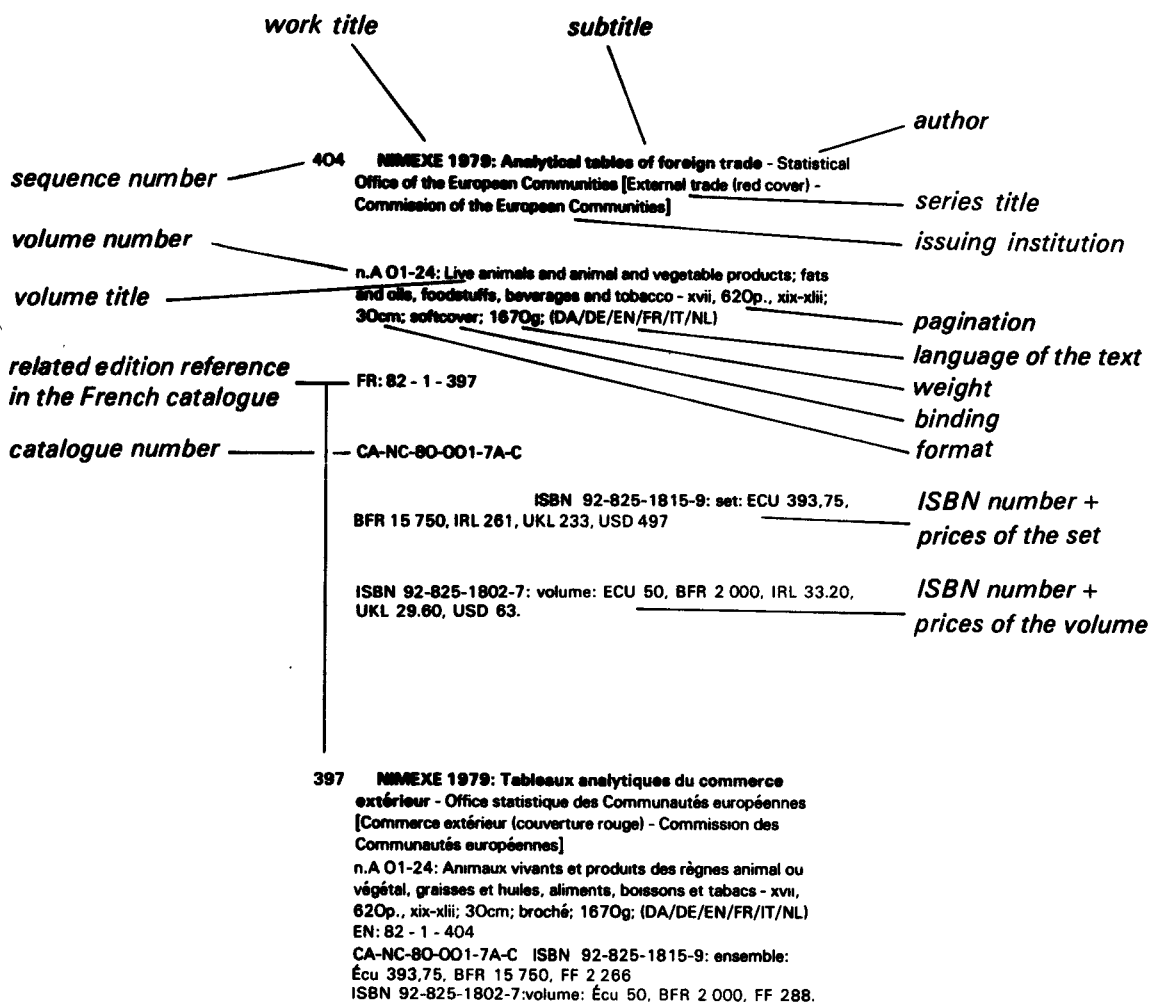 work title
subtitle
author
404 NIMEXE 1979: Analytical tables of foreign trade - Statistical
Office of the European Communities [External trade (red cover) -
Commission of the European Communities]
sequence number
series title
issuing institution
volume number
n.A 01-24: Live animals and animal and vegetable products; fats
and oils, foodstuffs, beverages and tobacco - xvii, 620p., xix-xliii;
30cm; softcover; 1670g; (DA/DE/EN/FR/IT/NL)
volume title
pagination
language of the text
weight
binding
format
related edition reference
in the French catalogue
FR: 82 - 1 - 397
catalogue number
CA-NC-80-001-7A-C
ISBN 92-825-1815-9: set: ECU 393,75,
BFR 15 750, IRL 261, UKL 233, USD 497
ISBN number +
prices of the set
ISBN 92-825-1802-7: volume: ECU 50, BFR 2 000, IRL 33.20,
UKL 29.60, USD 63.
ISBN number +
prices of the volume
397 NIMEXE 1979: Tableaux analytiques du commerce
extérieur - Office statistique des Communautés européennes
[Commerce extérieur (couverture rouge) - Commission des
Communautés européennes]
n.A 01-24: Animaux vivants et produits des règnes animal ou
végétal, graisses et huiles, aliments, boissons et tabacs - xvii,
620p., xix-xlii; 30cm; broché; 1670g; (DA/DE/EN/FR/IT/NL)
EN: 82 - 1 - 404
CA-NC-80-001-7A-C ISBN 92-825-1815-9: ensemble:
Écu 393,75, BFR 15 750, FF 2 266
ISBN 92-825-1802-7:volume: Écu 50, BFR 2 000, FF 288.